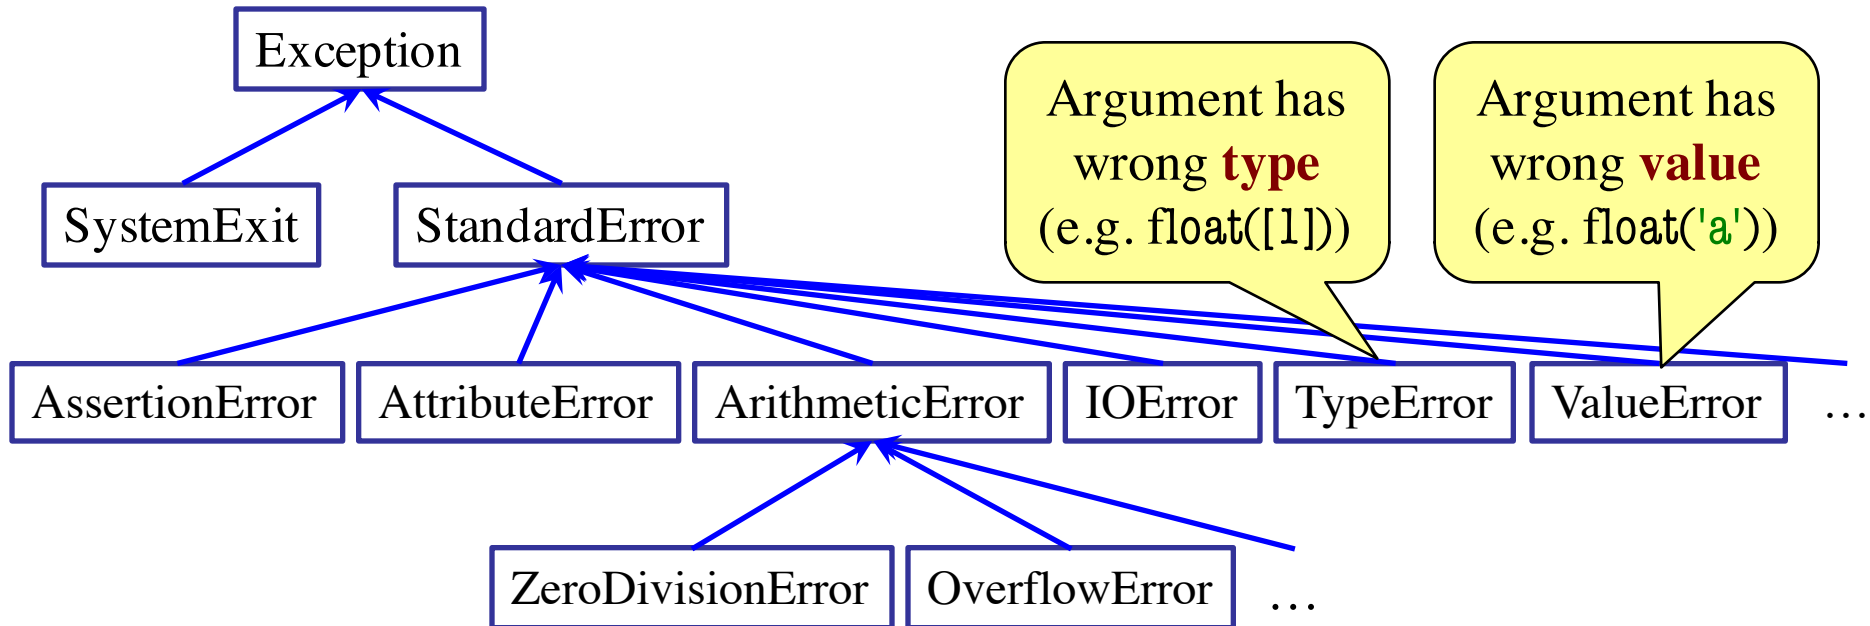 Exception
Argument has
wrong type
(e.g. float([1]))
Argument has
wrong value
(e.g. float('a'))
SystemExit
StandardError
AssertionError
AttributeError
ArithmeticError
IOError
TypeError
ValueError
…
ZeroDivisionError
OverflowError
…